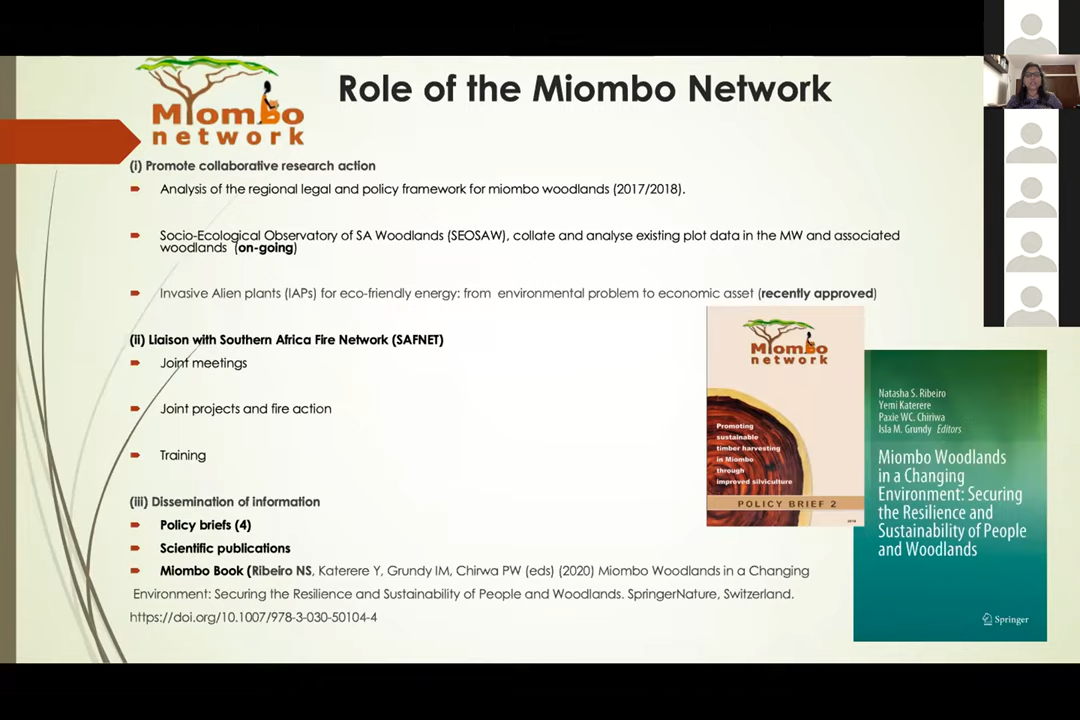 Miombo
network
Role of the Miombo Network
(i) Promote collaborative research action
Analysis of the regional legal and policy framework for miombo woodlands (2017/2018).
Socio-Ecological Observatory of SA Woodlands (SEOSAW), collate and analyse existing plot data in the MW and associated
woodlands (on-going)
Invasive Alien plants (IAPs) for eco-friendly energy: from environmental problem to economic asset (recently approved)
(ii) Liaison with Southern Africa Fire Network (SAFNET)
Joint meetings
Joint projects and fire action
Training
(iii) Dissemination of information
Policy briefs (4)
Scientific publications
Miombo Book (Ribeiro NS, Katerere Y, Grundy IM, Chirwa PW (eds) (2020) Miombo Woodlands in a Changing
Environment: Securing the Resilience and Sustainability of People and Woodlands. SpringerNature, Switzerland.
https://doi.org/10.1007/978-3-030-50104-4
Miombo
network
Promoting
sustainable
timber harvesting
in Miombo
through
improved silviculture
POLICY BRIEF 2
Natasha S. Ribeiro
Yemi Katerere
Paxie WC. Chiriwa
Isla M. Grundy Editors
Miombo Woodlands
in a Changing
Environment: Securing
the Resilience and
Sustainability of People
and Woodlands
Springer